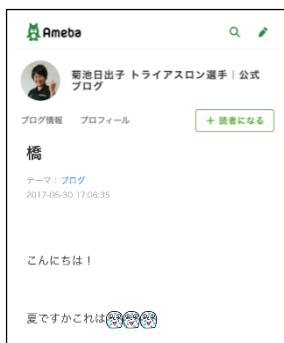 Ameba
菊池日出子 トライアスロン選手｜公式
ブログ
ブログ情報 プロフィール + 読者になる
橋
テーマ：ブログ
2017-05-30 17:06:35
こんにちは！
夏ですかこれは